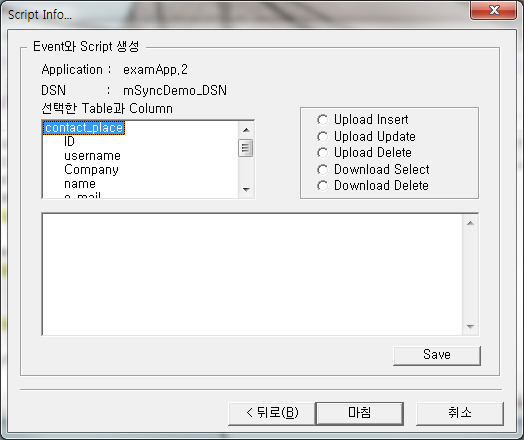 Script Info...
Event와 Script 생성
Application : examApp,2
DSN : mSyncDemo_DSN
선택한 Table과 Column
contact_place
ID
username
Company
name
e_mail
Upload Insert
Upload Update
Upload Delete
Download Select
Download Delete
Save
< 뒤로(B)
마침
취소